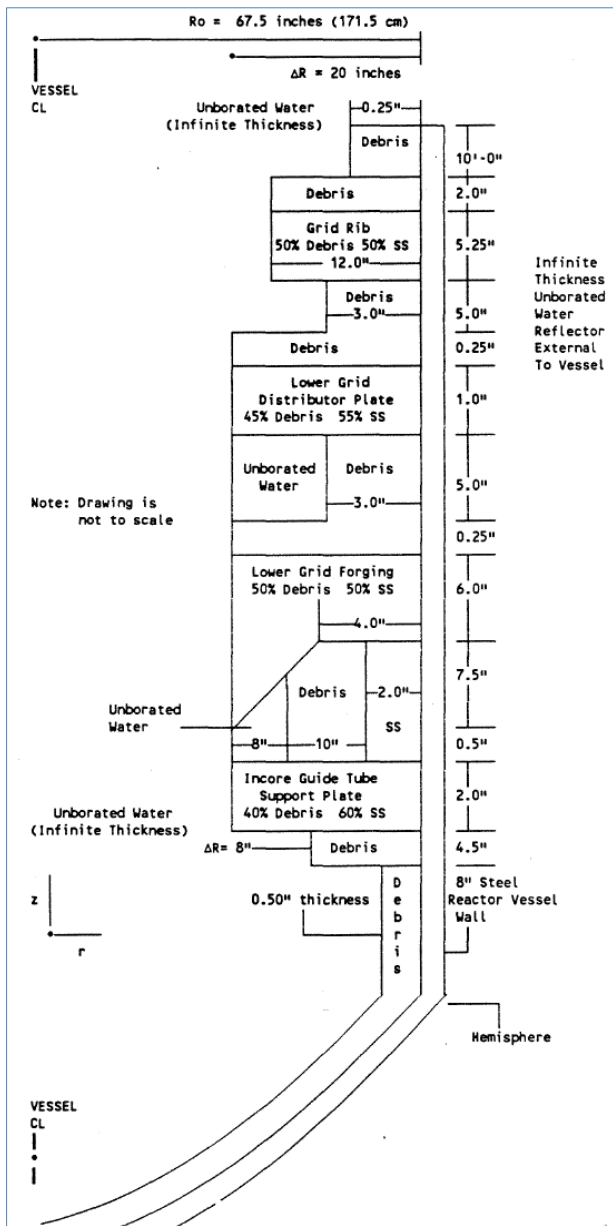 Ro = 67.5 inches (171.5 cm)
ΔR = 20 inches
VESSEL
CL
Unborated Water
(Infinite Thickness)
0.25"
Debris
10'-0"
Debris
2.0"
Grid Rib
50% Debris 50% SS
12.0"
5.25"
Infinite
Thickness
Unborated
Water
Reflector
External
To Vessel
Debris
3.0"
5.0"
Debris
0.25"
Lower Grid
Distributor Plate
45% Debris 55% SS
1.0"
Unborated
Water
Debris
3.0"
5.0"
Note: Drawing is
not to scale
0.25"
Lower Grid Forging
50% Debris 50% SS
6.0"
4.0"
7.5"
Debris
2.0"
SS
Unborated
Water
8"
10"
0.5"
Incore Guide Tube
Support Plate
40% Debris 60% SS
2.0"
Unborated Water
(Infinite Thickness)
ΔR= 8"
Debris
4.5"
z
r
0.50" thickness
Debris
8" Steel
Reactor Vessel
Wall
Hemisphere
VESSEL
CL